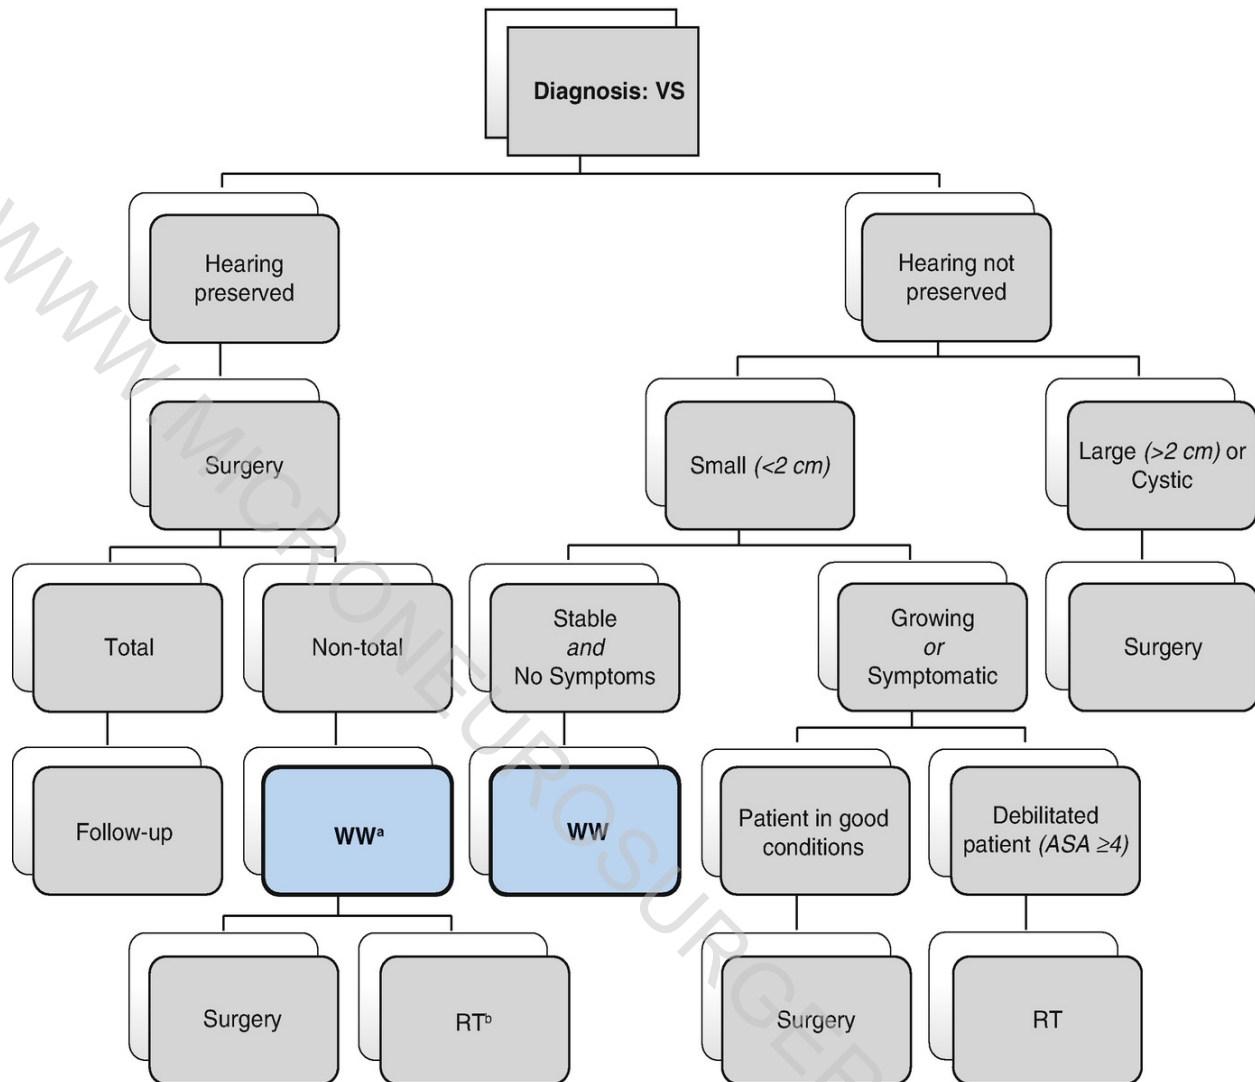 Diagnosis: VS
Hearing
preserved
Hearing not
preserved
Surgery
Small (<2 cm)
Large (>2 cm) or
Cystic
Total
Non-total
Stable
and
No Symptoms
Growing
or
Symptomatic
Surgery
Follow-up
WWᵃ
WW
Patient in good
conditions
Debilitated
patient (ASA ≥4)
Surgery
RTᵇ
Surgery
RT
WWW.MICRONEUROSURGER